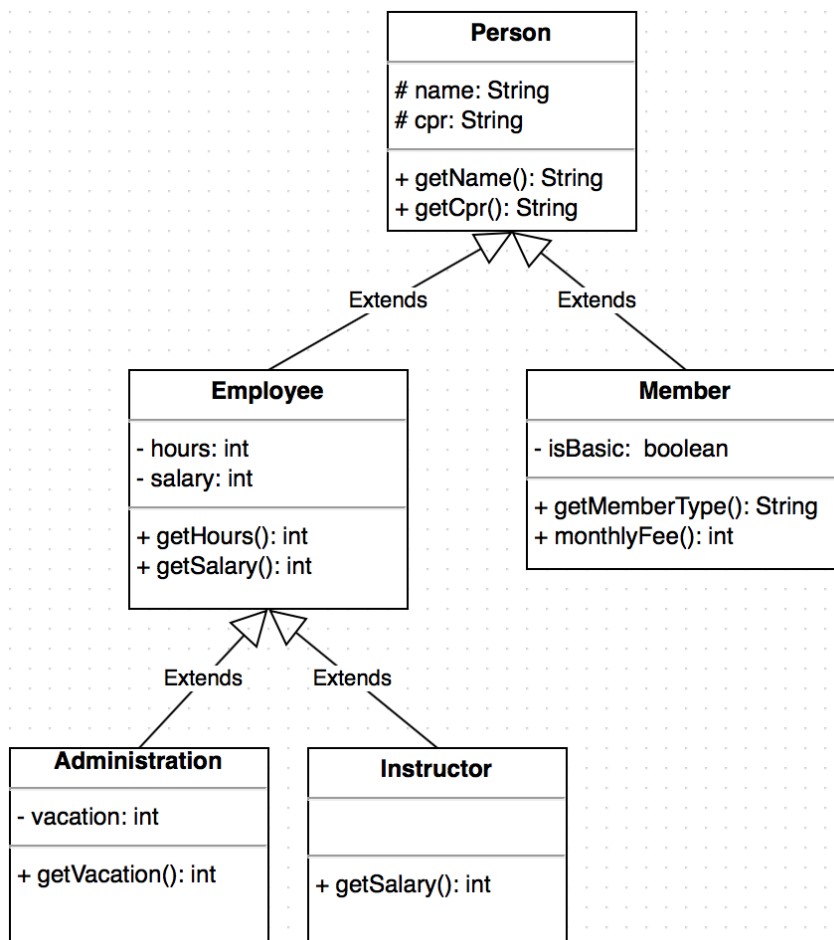 Person
# name: String
# cpr: String
+ getName(): String
+ getCpr(): String
Extends
Extends
Employee
- hours: int
- salary: int
+ getHours(): int
+ getSalary(): int
Member
- isBasic:  boolean
+ getMemberType(): String
+ monthlyFee(): int
Extends
Extends
Administration
- vacation: int
+ getVacation(): int
Instructor
+ getSalary(): int